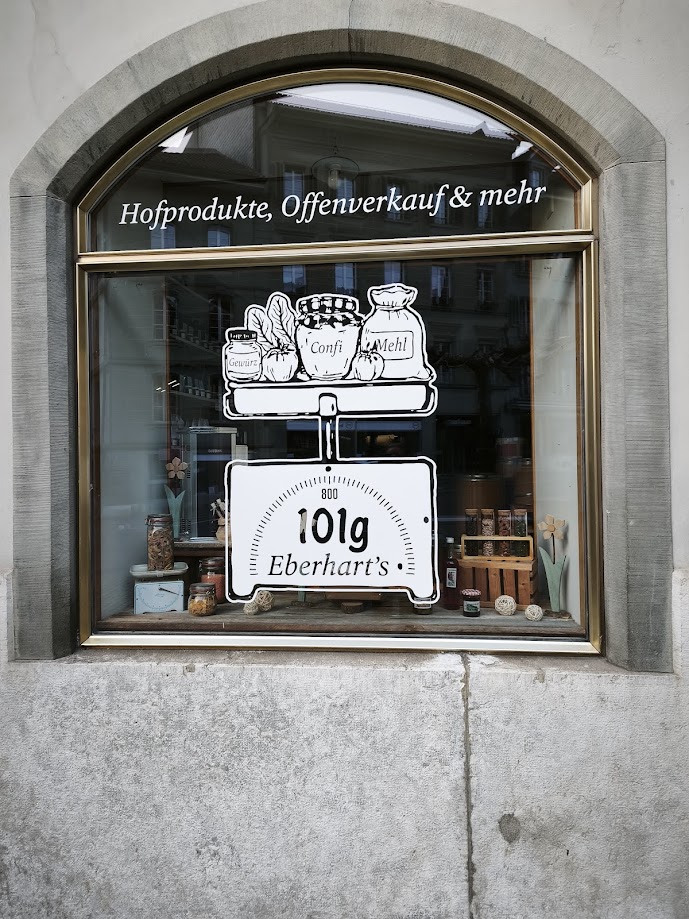 Hofprodukte, Offenverkauf & mehr
Gewürz
Confi
Mehl
800
101g
Eberhart's